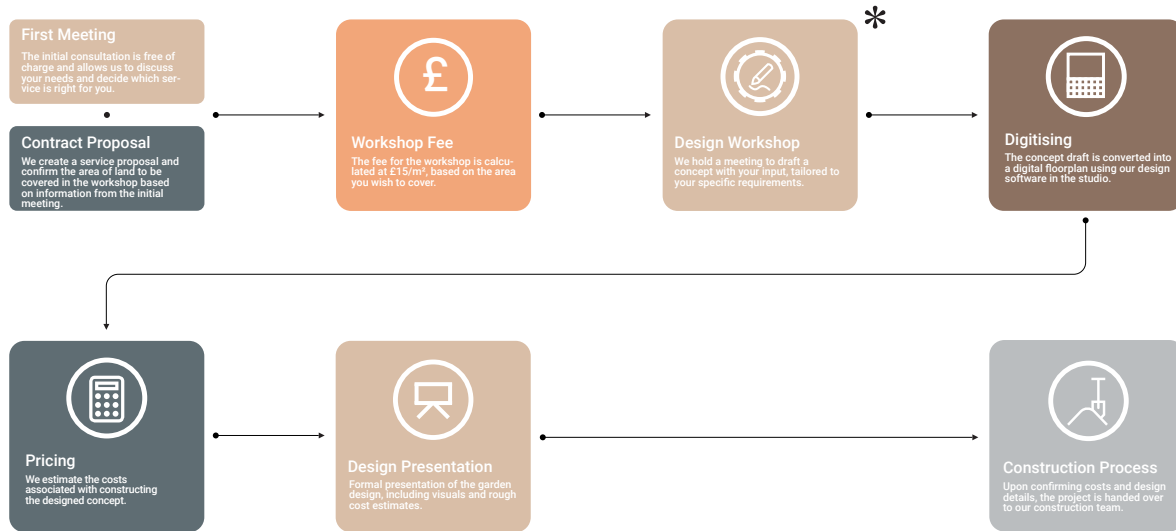 First Meeting
The initial consultation is free of
charge and allows us to discuss
your needs and decide which ser-
vice is right for you.
Contract Proposal
We create a service proposal and
confirm the area of land to be
covered in the workshop based
on information from the initial
meeting.
£
Workshop Fee
The fee for the workshop is calcu-
lated at £15/m², based on the area
you wish to cover.
*
Design Workshop
We hold a meeting to draft a
concept with your input, tailored to
your specific requirements.
Digitising
The concept draft is converted into
a digital floorplan using our design
software in the studio.
Pricing
We estimate the costs
associated with constructing
the designed concept.
Design Presentation
Formal presentation of the garden
design, including visuals and rough
cost estimates.
Construction Process
Upon confirming costs and design
details, the project is handed over
to our construction team.